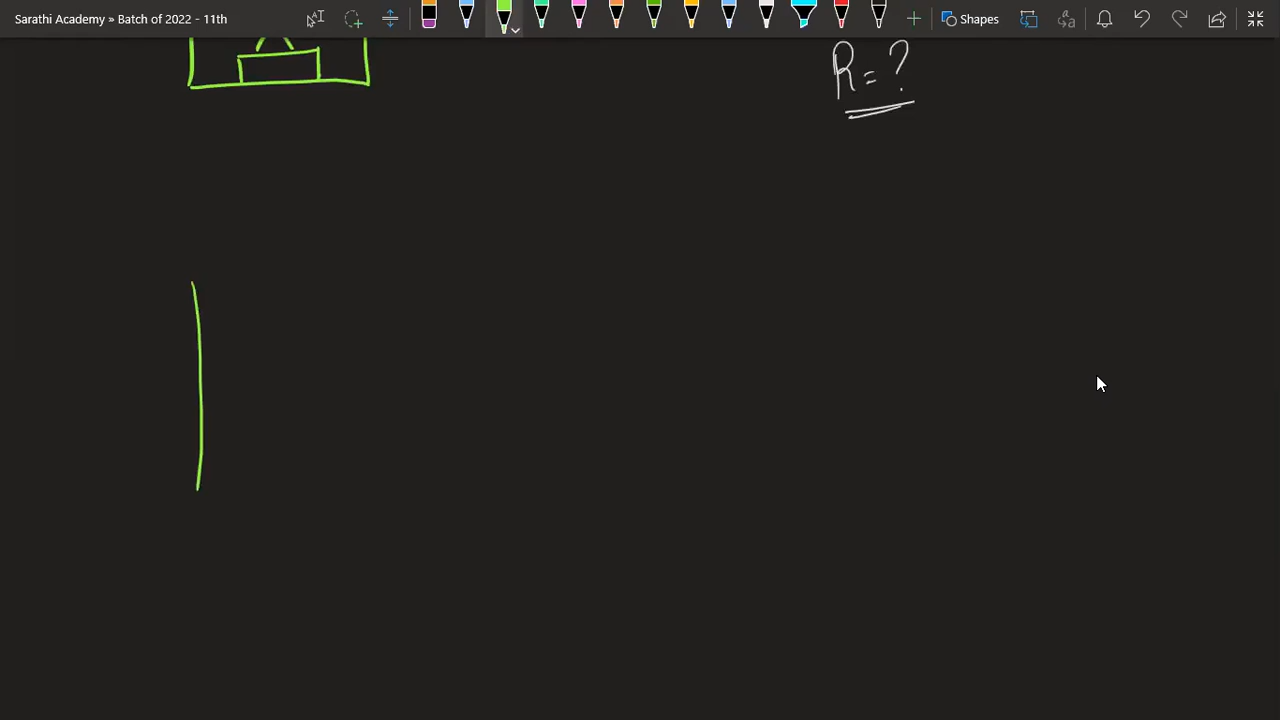 Sarathi Academy » Batch of 2022 - 11th
Shapes
R = ?